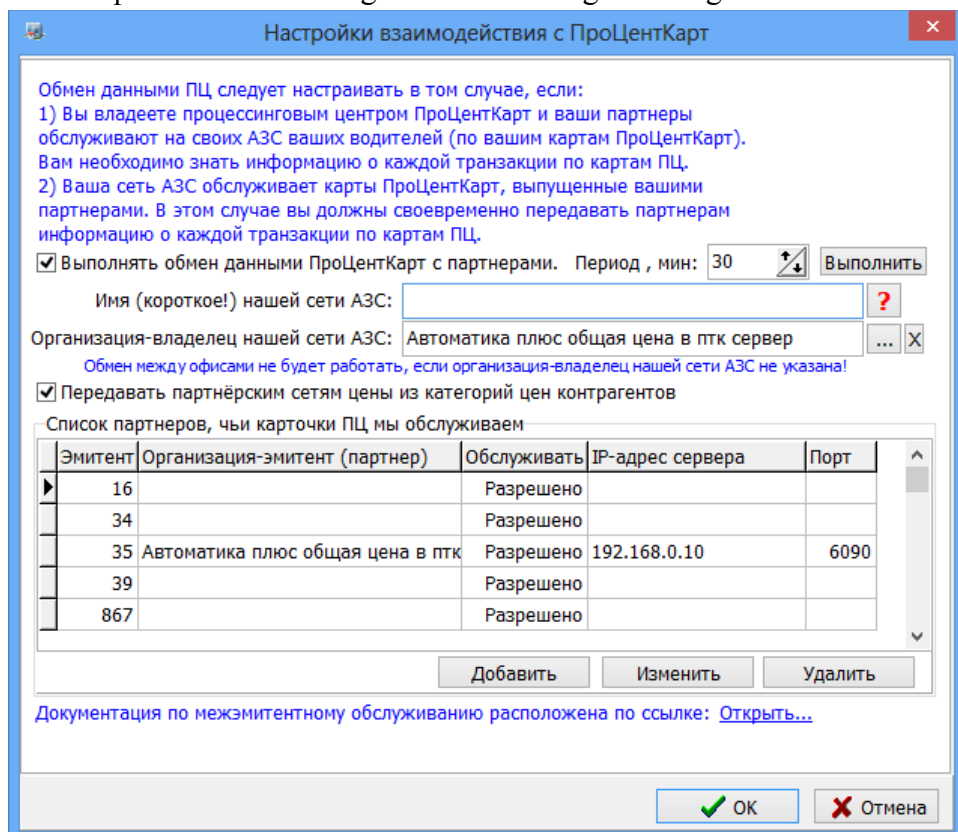 Настройки взаимодействия с ПроЦентКарт
Обмен данными ПЦ следует настраивать в том случае, если:
1) Вы владеете процессинговым центром ПроЦентКарт и ваши партнеры
обслуживают на своих АЗС ваших водителей (по вашим картам ПроЦентКарт).
Вам необходимо знать информацию о каждой транзакции по картам ПЦ.
2) Ваша сеть АЗС обслуживает карты ПроЦентКарт, выпущенные вашими
партнерами. В этом случае вы должны своевременно передавать партнерам
информацию о каждой транзакции по картам ПЦ.
Выполнять обмен данными ПроЦентКарт с партнерами. Период , мин: 30 Выполнить
Имя (короткое!) нашей сети АЗС: ?
Организация-владелец нашей сети АЗС: Автоматика плюс общая цена в птк сервер ... X
Обмен между офисами не будет работать, если организация-владелец нашей сети АЗС не указана!
Передавать партнёрским сетям цены из категорий цен контрагентов
Список партнеров, чьи карточки ПЦ мы обслуживаем
Эмитент Организация-эмитент (партнер) Обслуживать IP-адрес сервера Порт
16 Разрешено
34 Разрешено
35 Автоматика плюс общая цена в птк Разрешено 192.168.0.10 6090
39 Разрешено
867 Разрешено
Добавить Изменить Удалить
Документация по межэмитентному обслуживанию расположена по ссылке: Открыть...
OK Отмена